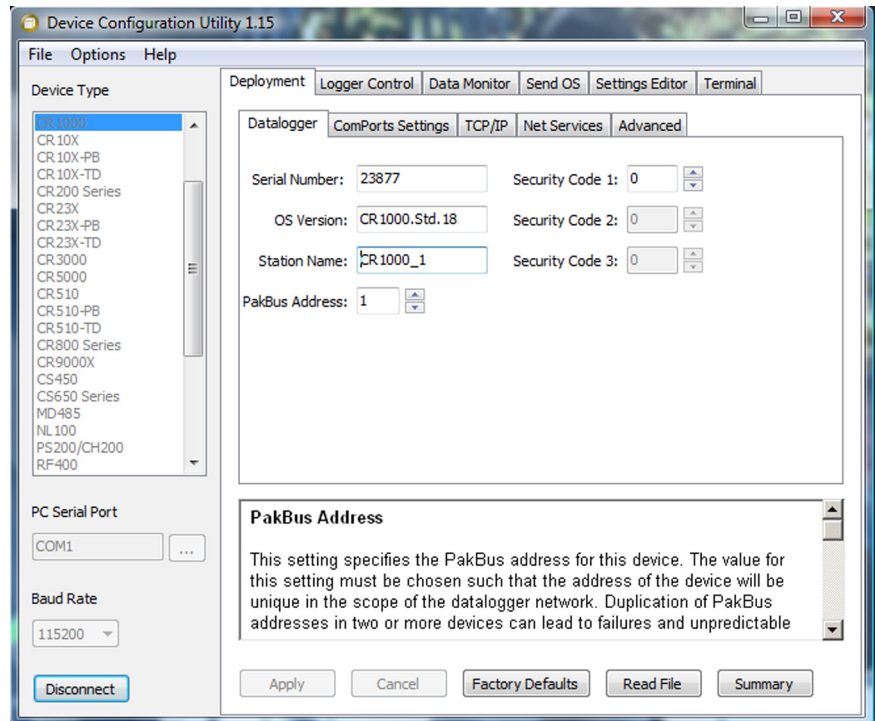 Device Configuration Utility 1.15
File Options Help
Device Type
CR1000
CR10X
CR10X-PB
CR10X-TD
CR200 Series
CR23X
CR23X-PB
CR23X-TD
CR3000
CR5000
CR510
CR510-PB
CR510-TD
CR800 Series
CR9000X
CS450
CS650 Series
MD485
NL100
PS200/CH200
RF400
PC Serial Port
COM1
...
Baud Rate
115200
Disconnect
Deployment Logger Control Data Monitor Send OS Settings Editor Terminal
Datalogger ComPorts Settings TCP/IP Net Services Advanced
Serial Number: 23877 Security Code 1: 0
OS Version: CR1000.Std.18 Security Code 2: 0
Station Name: CR1000_1 Security Code 3: 0
PakBus Address: 1
PakBus Address
This setting specifies the PakBus address for this device. The value for
this setting must be chosen such that the address of the device will be
unique in the scope of the datalogger network. Duplication of PakBus
addresses in two or more devices can lead to failures and unpredictable
Apply Cancel Factory Defaults Read File Summary